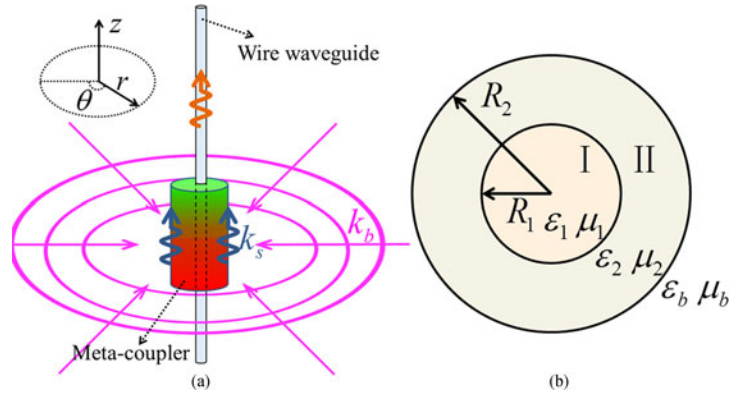 z
Wire waveguide
r
θ
k_b
k_s
Meta-coupler
(a)
R_2
I II
R_1
ε_1 μ_1
ε_2 μ_2
ε_b μ_b
(b)